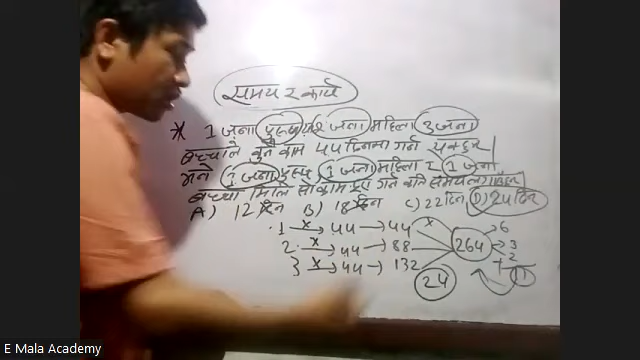 समय र कार्य
* 1 जना पुरुष, 2 जना महिला 3 जना
बच्चाले कुनै काम 44 दिनमा गर्न सक्छन्
भने 1 जना पुरुष, 1 जना महिला र 1 जना
बच्चा मिलि सो काम गर्न कति समय लाग्छ
A) 12 दिन B) 18 दिन C) 22 दिन D) 24 दिन
1 x→ 44 → 44 x → 6
2 x→ 44 → 88 264 → 3
3 x→ 44 → 132 + 2
24 11
E Mala Academy